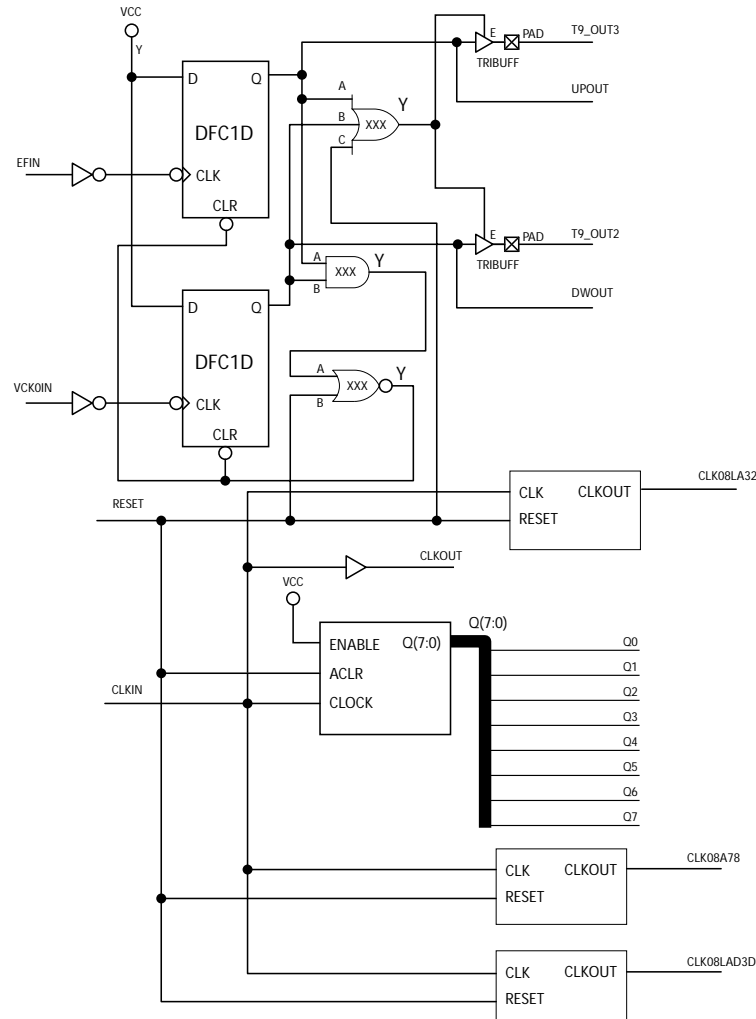 VCC
Y
E
PAD
T9_OUT3
TRIBUFF
D
Q
A
Y
UPOUT
DFC1D
B
XXX
EFIN
CLK
C
CLR
E
PAD
T9_OUT2
TRIBUFF
A
XXX
Y
B
D
Q
DWOUT
DFC1D
A
XXX
Y
VCK0IN
CLK
B
CLR
CLK
CLKOUT
CLK08LA32
RESET
RESET
CLKOUT
VCC
Q(7:0)
ENABLE
Q(7:0)
Q0
ACLR
Q1
CLKIN
CLOCK
Q2
Q3
Q4
Q5
Q6
Q7
CLK
CLKOUT
CLK08A78
RESET
CLK
CLKOUT
CLK08LAD3D
RESET